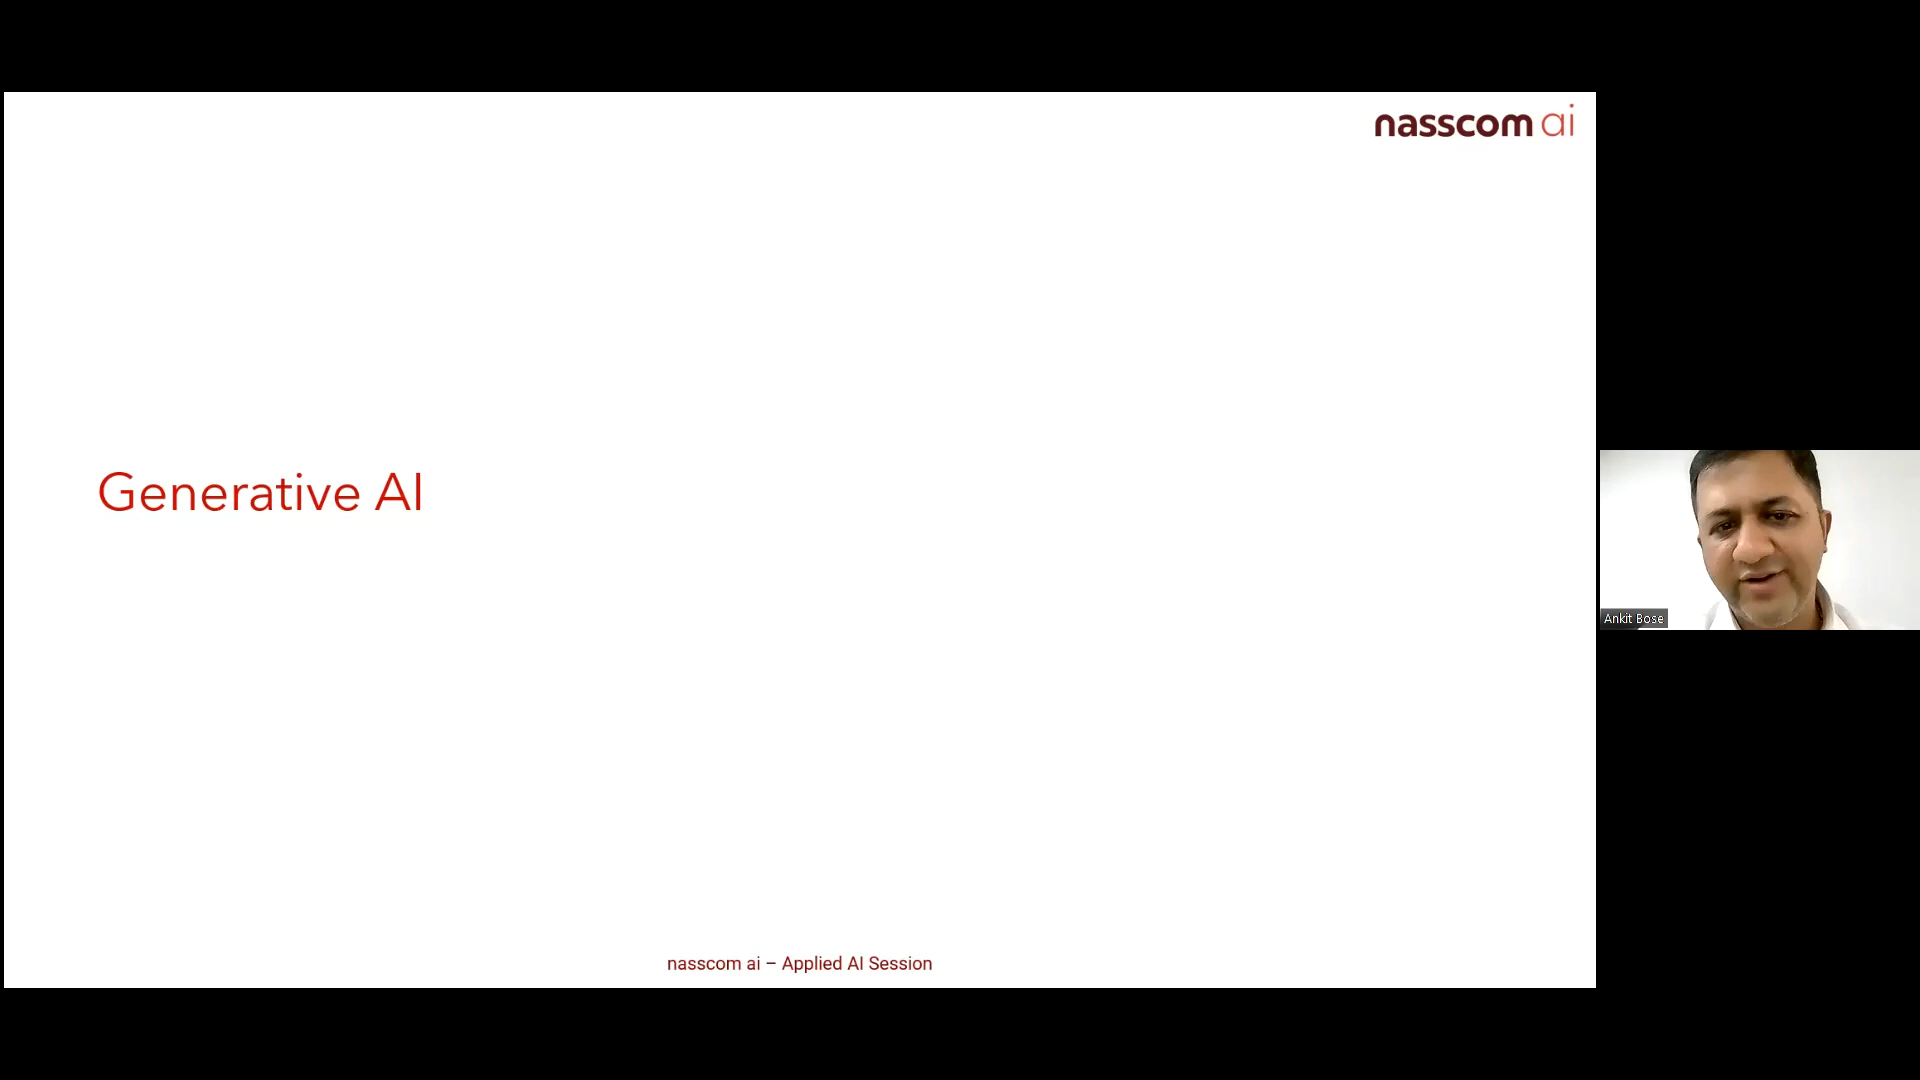 nasscom ai
Generative AI
Ankit Bose
nasscom ai – Applied AI Session